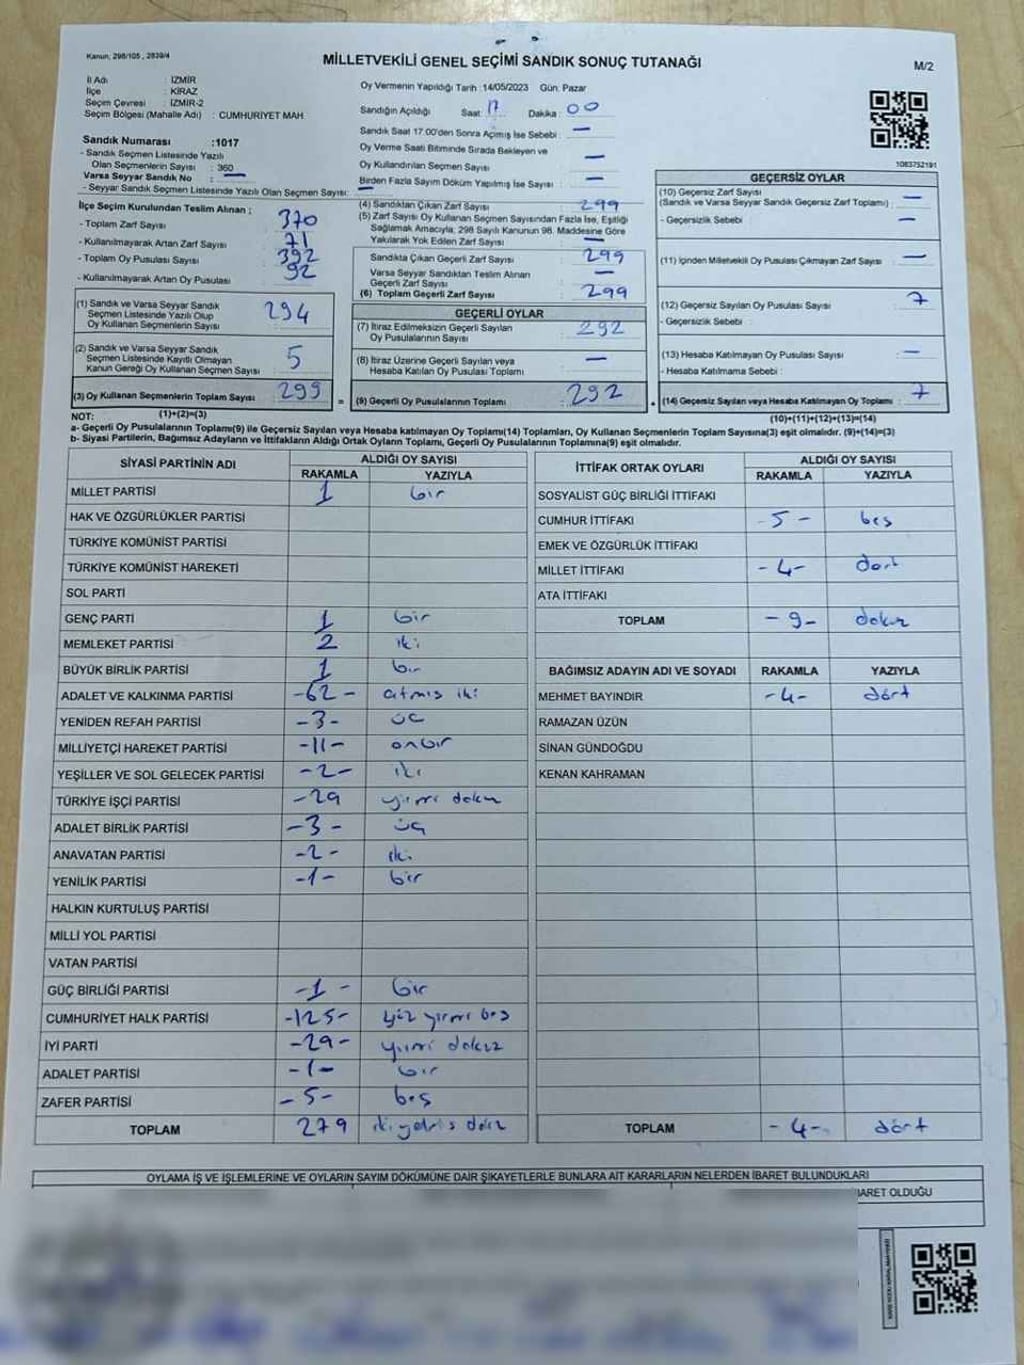 Kanun; 298/105 , 2839/4
MİLLETVEKİLİ GENEL SEÇİMİ SANDIK SONUÇ TUTANAĞI
M/2
İl Adı : İZMİR
İlçe : KİRAZ
Seçim Çevresi : İZMİR-2
Seçim Bölgesi (Mahalle Adı) : CUMHURİYET MAH.
Sandık Numarası :1017
- Sandık Seçmen Listesinde Yazılı
Olan Seçmenlerin Sayısı : 360
Varsa Seyyar Sandık No : —
- Seyyar Sandık Seçmen Listesinde Yazılı Olan Seçmen Sayısı: —
Oy Vermenin Yapıldığı Tarih :14/05/2023 Gün: Pazar
Sandığın Açıldığı Saat: 17 Dakika : 00
Sandık Saat 17.00'den Sonra Açılmış İse Sebebi : —
Oy Verme Saati Bitiminde Sırada Bekleyen ve
Oy Kullandırılan Seçmen Sayısı : —
Birden Fazla Sayım Döküm Yapılmış İse Sayısı : —
1083752191
İlçe Seçim Kurulundan Teslim Alınan ;
- Toplam Zarf Sayısı : 370
- Kullanılmayarak Artan Zarf Sayısı : 71
- Toplam Oy Pusulası Sayısı : 392
- Kullanılmayarak Artan Oy Pusulası : 92
(1) Sandık ve Varsa Seyyar Sandık
Seçmen Listesinde Yazılı Olup
Oy Kullanan Seçmenlerin Sayısı : 294
(2) Sandık ve Varsa Seyyar Sandık
Seçmen Listesinde Kayıtlı Olmayan
Kanun Gereği Oy Kullanan Seçmen Sayısı : 5
(3) Oy Kullanan Seçmenlerin Toplam Sayısı : 299
(4) Sandıktan Çıkan Zarf Sayısı : 299
(5) Zarf Sayısı Oy Kullanan Seçmen Sayısından Fazla İse, Eşitliği
Sağlamak Amacıyla; 298 Sayılı Kanunun 98. Maddesine Göre
Yakılarak Yok Edilen Zarf Sayısı : —
Sandıkta Çıkan Geçerli Zarf Sayısı : 299
Varsa Seyyar Sandıktan Teslim Alınan
Geçerli Zarf Sayısı : —
(6) Toplam Geçerli Zarf Sayısı : 299
GEÇERLİ OYLAR
(7) İtiraz Edilmeksizin Geçerli Sayılan
Oy Pusulalarının Sayısı : 292
(8) İtiraz Üzerine Geçerli Sayılan veya
Hesaba Katılan Oy Pusulası Toplamı : —
= (9) Geçerli Oy Pusulalarının Toplamı : 292
GEÇERSİZ OYLAR
(10) Geçersiz Zarf Sayısı
(Sandık ve Varsa Seyyar Sandık Geçersiz Zarf Toplamı) : —
- Geçersizlik Sebebi : —
(11) İçinden Milletvekili Oy Pusulası Çıkmayan Zarf Sayısı : —
(12) Geçersiz Sayılan Oy Pusulası Sayısı : 7
- Geçersizlik Sebebi :
(13) Hesaba Katılmayan Oy Pusulası Sayısı : —
- Hesaba Katılmama Sebebi :
(14) Geçersiz Sayılan veya Hesaba Katılmayan Oy Toplamı : 7
NOT: (1)+(2)=(3) (10)+(11)+(12)+(13)=(14)
a- Geçerli Oy Pusulalarının Toplamı(9) ile Geçersiz Sayılan veya Hesaba katılmayan Oy Toplamı(14) Toplamları, Oy Kullanan Seçmenlerin Toplam Sayısına(3) eşit olmalıdır. (9)+(14)=(3)
b- Siyasi Partilerin, Bağımsız Adayların ve İttifakların Aldığı Ortak Oyların Toplamı, Geçerli Oy Pusulalarının Toplamına(9) eşit olmalıdır.
SİYASİ PARTİNİN ADI ALDIĞI OY SAYISI
RAKAMLA YAZIYLA
MİLLET PARTİSİ 1 bir
HAK VE ÖZGÜRLÜKLER PARTİSİ
TÜRKİYE KOMÜNİST PARTİSİ
TÜRKİYE KOMÜNİST HAREKETİ
SOL PARTİ
GENÇ PARTİ 1 bir
MEMLEKET PARTİSİ 2 iki
BÜYÜK BİRLİK PARTİSİ 1 bir
ADALET VE KALKINMA PARTİSİ -62- atmış iki
YENİDEN REFAH PARTİSİ -3- üç
MİLLİYETÇİ HAREKET PARTİSİ -11- onbir
YEŞİLLER VE SOL GELECEK PARTİSİ -2- iki
TÜRKİYE İŞÇİ PARTİSİ -29 yirmi dokuz
ADALET BİRLİK PARTİSİ -3- üç
ANAVATAN PARTİSİ -2- iki
YENİLİK PARTİSİ -1- bir
HALKIN KURTULUŞ PARTİSİ
MİLLİ YOL PARTİSİ
VATAN PARTİSİ
GÜÇ BİRLİĞİ PARTİSİ -1- bir
CUMHURİYET HALK PARTİSİ -125- yüz yirmi beş
İYİ PARTİ -29- yirmi dokuz
ADALET PARTİSİ -1- bir
ZAFER PARTİSİ -5- beş
TOPLAM 279
İTTİFAK ORTAK OYLARI ALDIĞI OY SAYISI
RAKAMLA YAZIYLA
SOSYALİST GÜÇ BİRLİĞİ İTTİFAKI
CUMHUR İTTİFAKI -5- beş
EMEK VE ÖZGÜRLÜK İTTİFAKI
MİLLET İTTİFAKI -4- dört
ATA İTTİFAKI
TOPLAM -9- dokuz
BAĞIMSIZ ADAYIN ADI VE SOYADI RAKAMLA YAZIYLA
MEHMET BAYINDIR -4- dört
RAMAZAN ÜZÜN
SİNAN GÜNDOĞDU
KENAN KAHRAMAN
TOPLAM -4- dört
OYLAMA İŞ VE İŞLEMLERİNE VE OYLARIN SAYIM DÖKÜMÜNE DAİR ŞİKAYETLERLE BUNLARA AİT KARARLARIN NELERDEN İBARET BULUNDUKLARI
BARET OLDUĞU